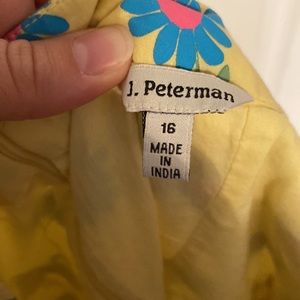 J. Peterman
16
MADE
IN
INDIA